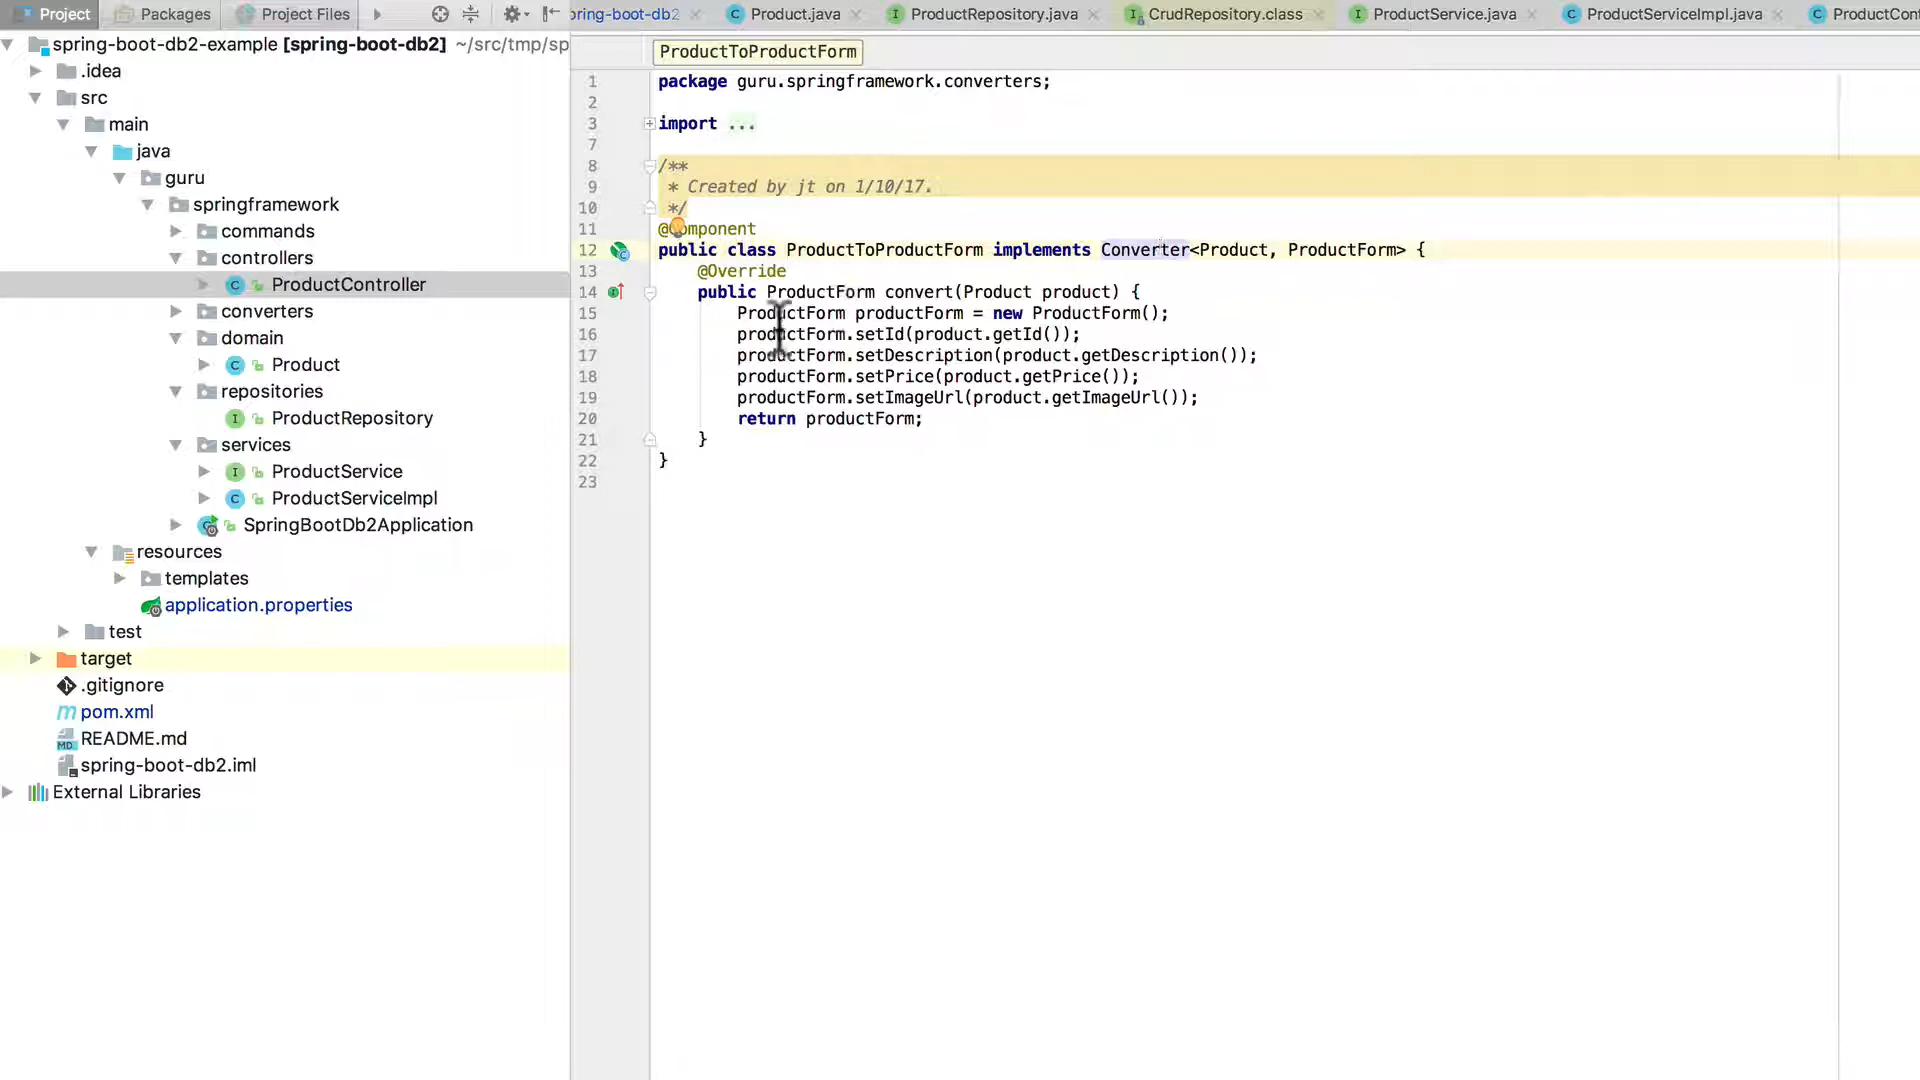 Project
Packages
Project Files
pring-boot-db2
Product.java
ProductRepository.java
CrudRepository.class
ProductService.java
ProductServiceImpl.java
ProductCont
spring-boot-db2-example [spring-boot-db2] ~/src/tmp/sp
.idea
src
main
java
guru
springframework
commands
controllers
ProductController
converters
domain
Product
repositories
ProductRepository
services
ProductService
ProductServiceImpl
SpringBootDb2Application
resources
templates
application.properties
test
target
.gitignore
pom.xml
README.md
spring-boot-db2.iml
External Libraries
ProductToProductForm
1 package guru.springframework.converters;
2
3 import ...
7
8 /**
9 * Created by jt on 1/10/17.
10 */
11 @Component
12 public class ProductToProductForm implements Converter<Product, ProductForm> {
13 @Override
14 public ProductForm convert(Product product) {
15 ProductForm productForm = new ProductForm();
16 productForm.setId(product.getId());
17 productForm.setDescription(product.getDescription());
18 productForm.setPrice(product.getPrice());
19 productForm.setImageUrl(product.getImageUrl());
20 return productForm;
21 }
22 }
23